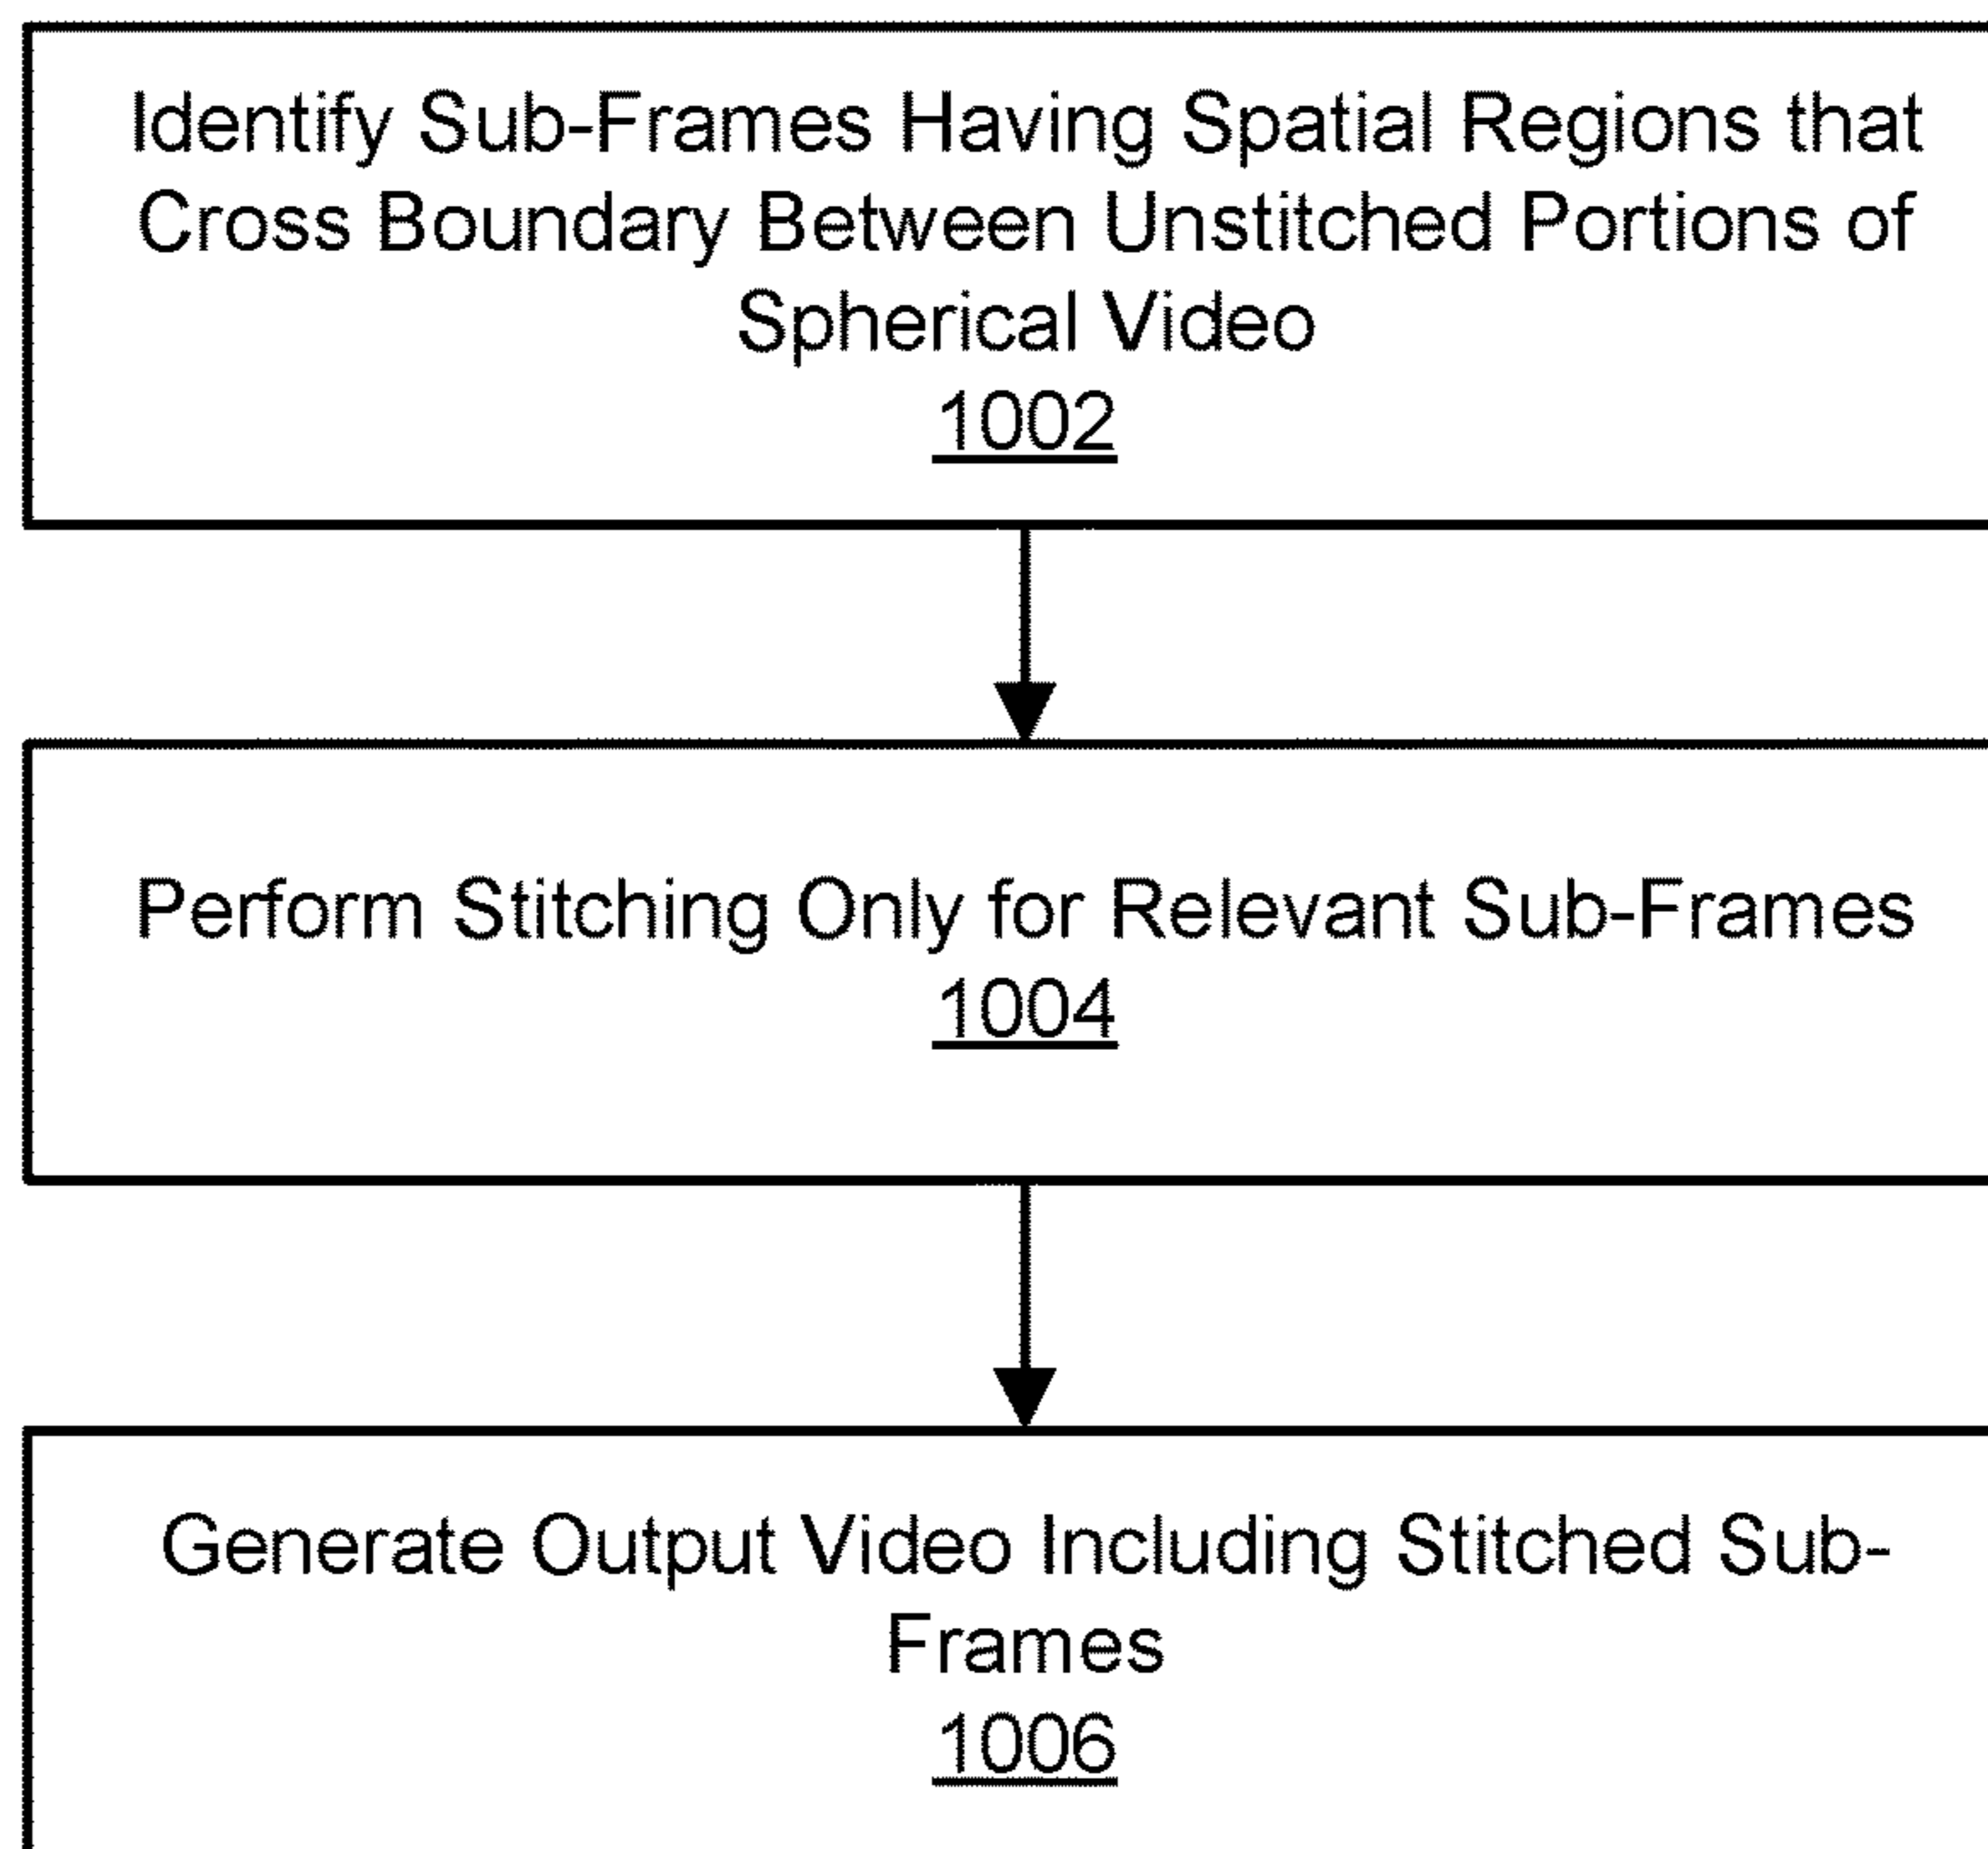 Identify Sub-Frames Having Spatial Regions that
Cross Boundary Between Unstitched Portions of
Spherical Video
1002
Perform Stitching Only for Relevant Sub-Frames
1004
Generate Output Video Including Stitched Sub-
Frames
1006